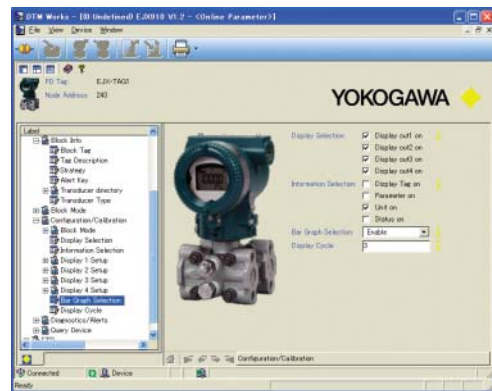 DTM Works - [(0 Undefined) EJX910 V1.2 - <Online Parameter>]
File View Device Window
PD Tag: EJX-TAG3
Node Address: 243
YOKOGAWA
Label
Block Info
Block Tag
Tag Description
Strategy
Alert Key
Transducer directory
Transducer Type
Block Mode
Configuration/Calibration
Block Mode
Display Selection
Information Selection
Display 1 Setup
Display 2 Setup
Display 3 Setup
Display 4 Setup
Bar Graph Selection
Display Cycle
Diagnostics/Alerts
Query Device
Display Selection
Display out1 on
Display out2 on
Display out3 on
Display out4 on
Information Selection
Display Tag on
Parameter on
Unit on
Status on
Bar Graph Selection
Enable
Display Cycle
Configuration/Calibration
Connected
Device
Ready